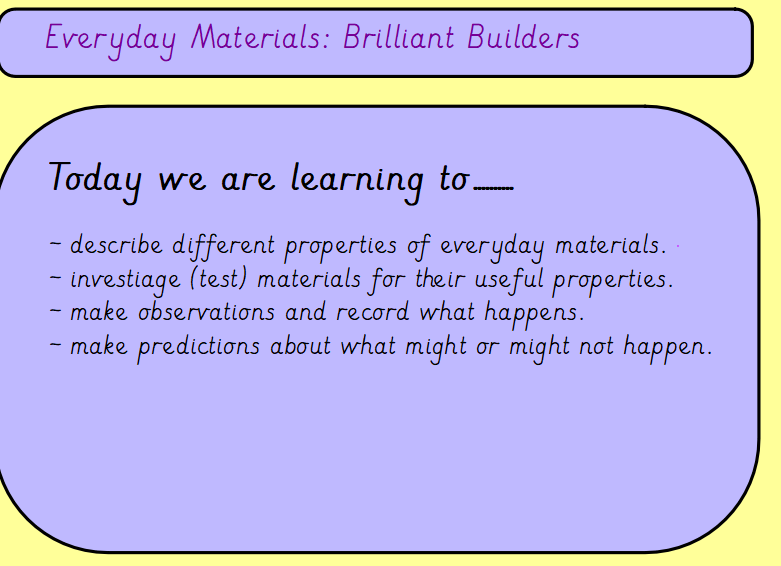 Everyday Materials: Brilliant Builders
Today we are learning to........
- describe different properties of everyday materials.
- investiage (test) materials for their useful properties.
- make observations and record what happens.
- make predictions about what might or might not happen.